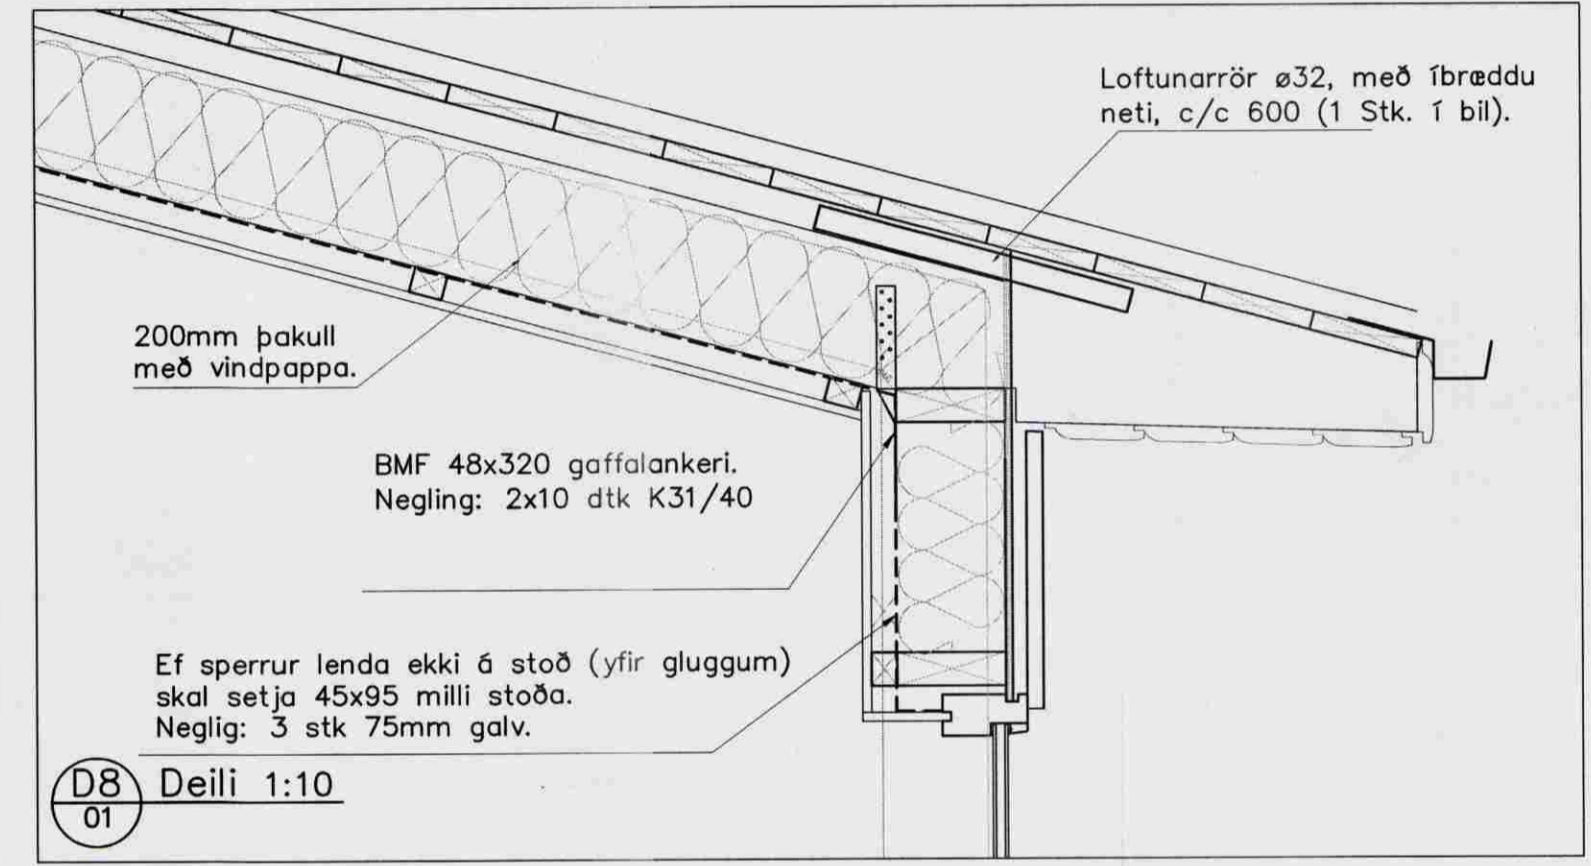 Loftunarrör ø32, með íbræddu
neti, c/c 600 (1 Stk. í bil).
200mm þakull
með vindpappa.
BMF 48x320 gaffalankeri.
Negling: 2x10 dtk K31/40
Ef sperrur lenda ekki á stoð (yfir gluggum)
skal setja 45x95 milli stoða.
Neglig: 3 stk 75mm galv.
D8 Deili 1:10
01